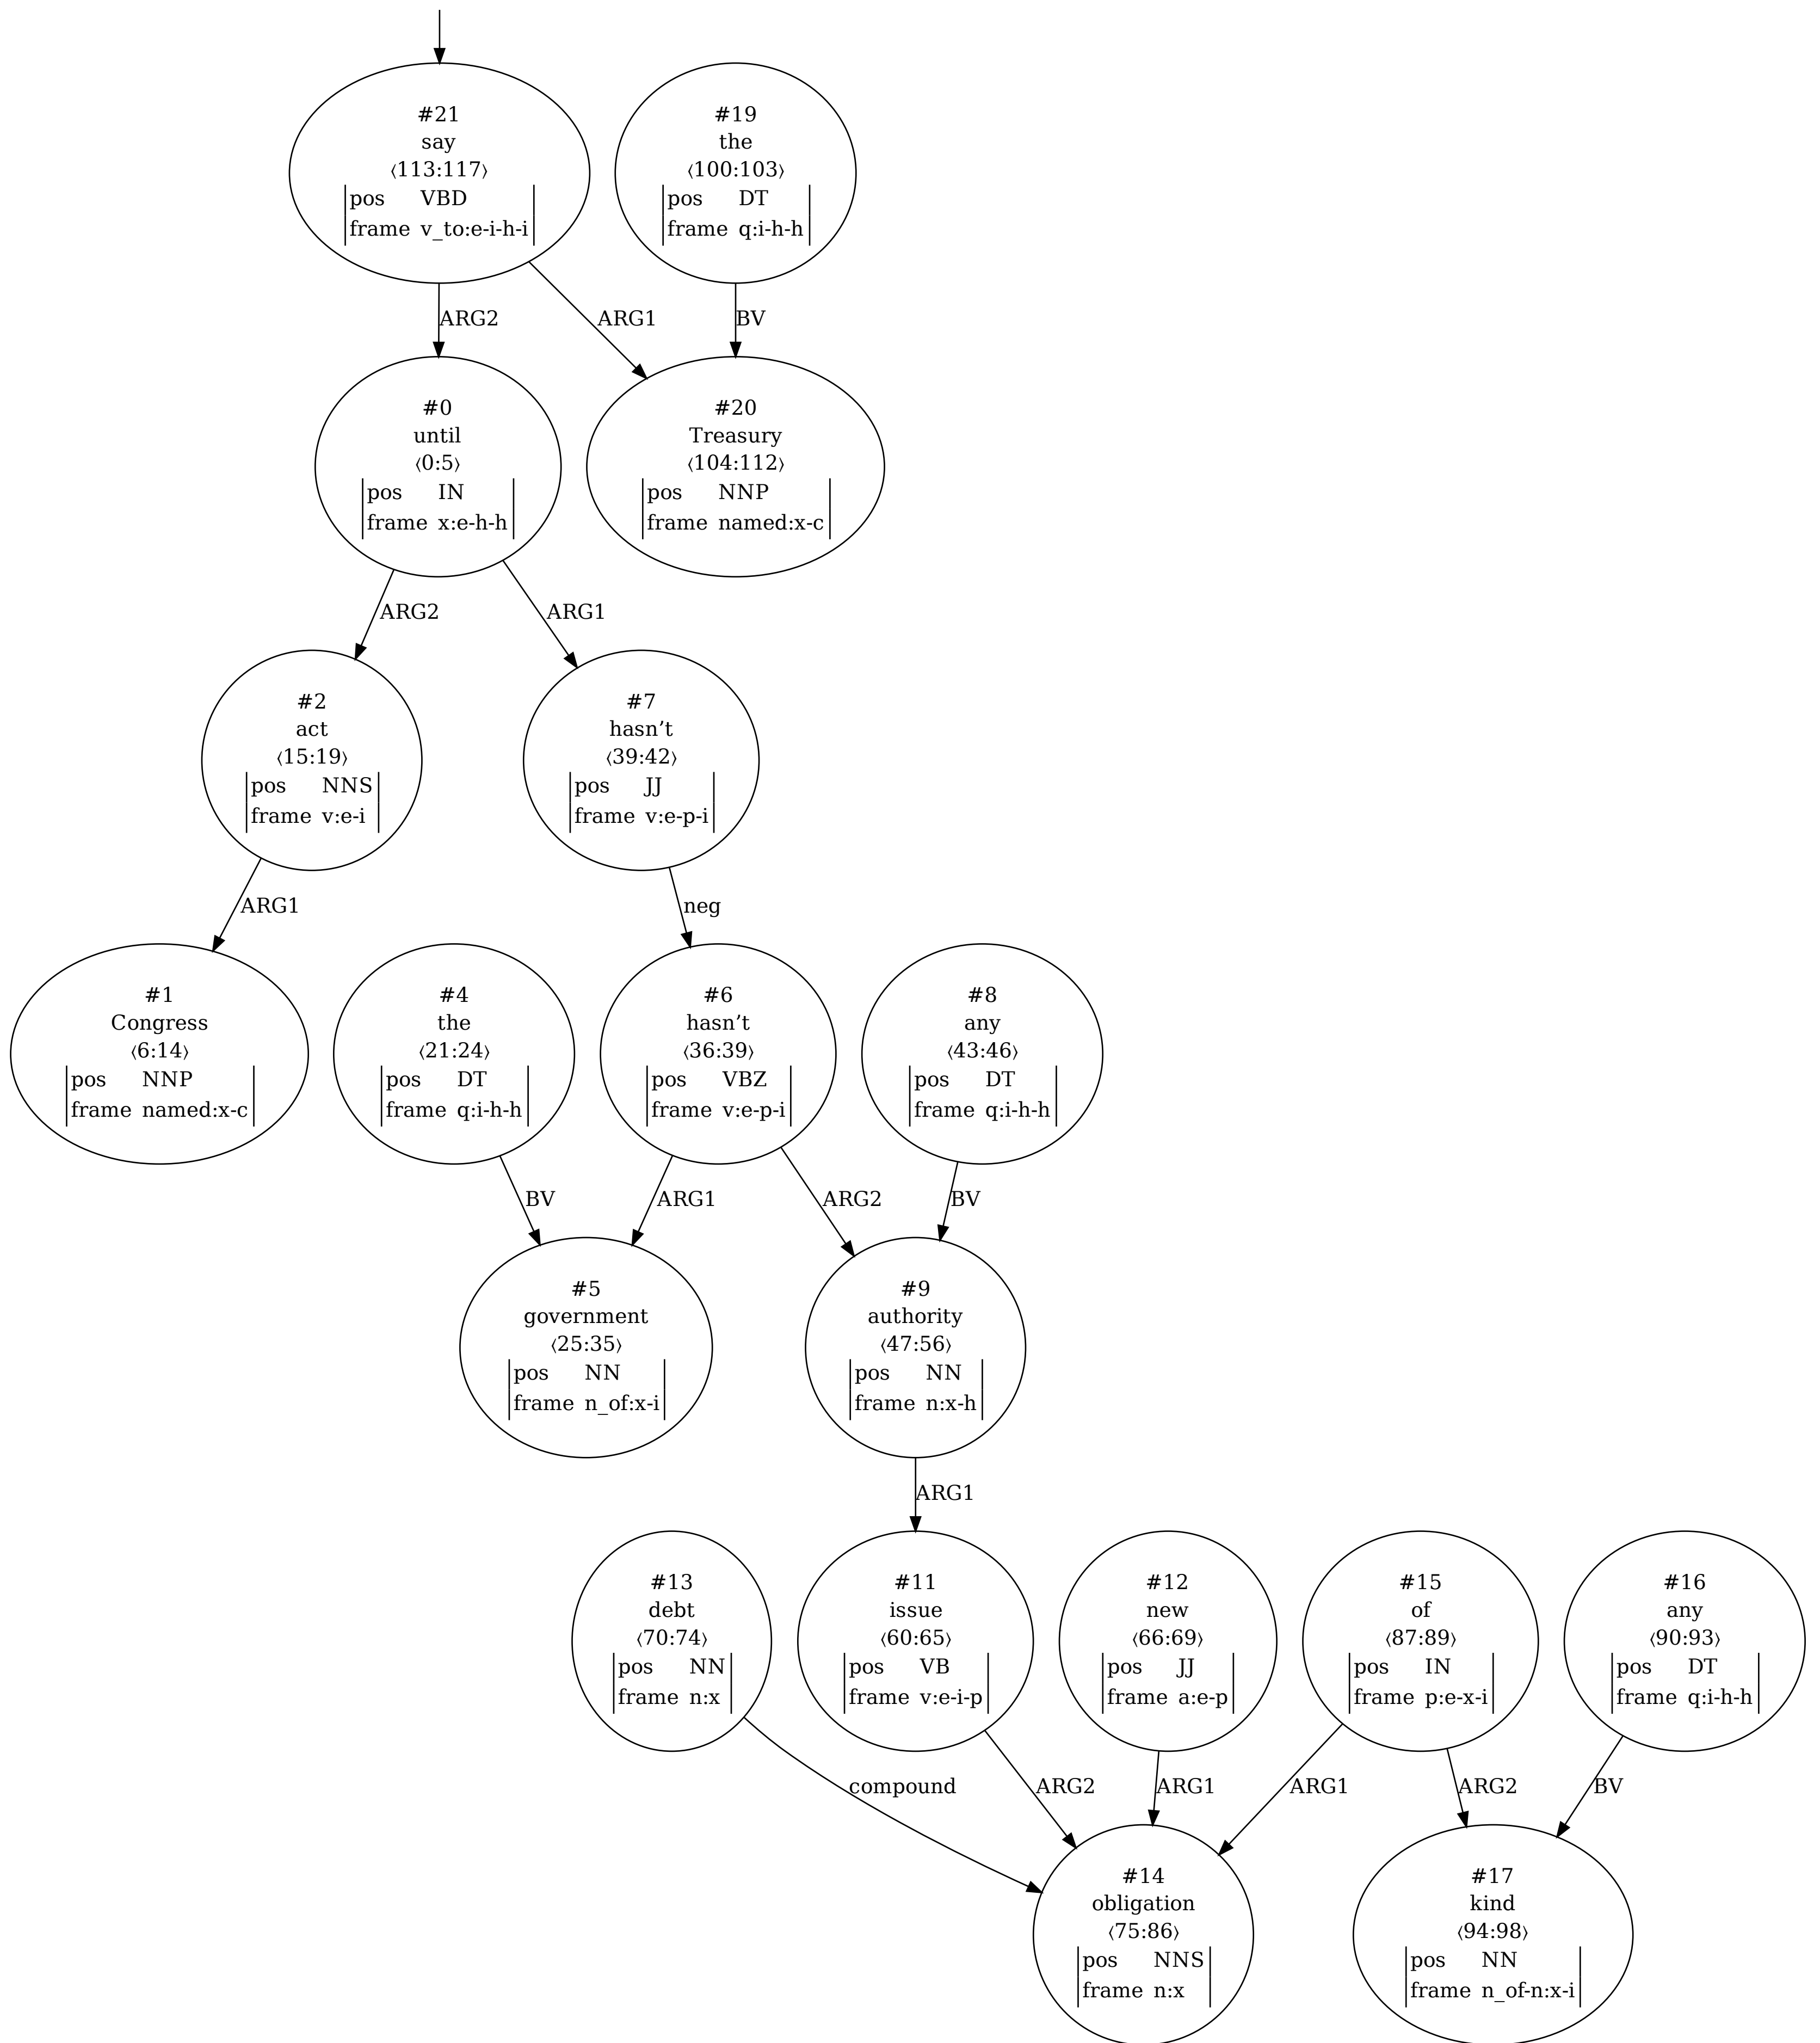 #21
say
⟨113:117⟩
pos VBD
frame v_to:e-i-h-i
#19
the
⟨100:103⟩
pos DT
frame q:i-h-h
ARG2
ARG1
BV
#0
until
⟨0:5⟩
pos IN
frame x:e-h-h
#20
Treasury
⟨104:112⟩
pos NNP
frame named:x-c
ARG2
ARG1
#2
act
⟨15:19⟩
pos NNS
frame v:e-i
#7
hasn’t
⟨39:42⟩
pos JJ
frame v:e-p-i
ARG1
neg
#1
Congress
⟨6:14⟩
pos NNP
frame named:x-c
#4
the
⟨21:24⟩
pos DT
frame q:i-h-h
#6
hasn’t
⟨36:39⟩
pos VBZ
frame v:e-p-i
#8
any
⟨43:46⟩
pos DT
frame q:i-h-h
BV
ARG1
ARG2
BV
#5
government
⟨25:35⟩
pos NN
frame n_of:x-i
#9
authority
⟨47:56⟩
pos NN
frame n:x-h
ARG1
#13
debt
⟨70:74⟩
pos NN
frame n:x
#11
issue
⟨60:65⟩
pos VB
frame v:e-i-p
#12
new
⟨66:69⟩
pos JJ
frame a:e-p
#15
of
⟨87:89⟩
pos IN
frame p:e-x-i
#16
any
⟨90:93⟩
pos DT
frame q:i-h-h
compound
ARG2
ARG1
ARG1
ARG2
BV
#14
obligation
⟨75:86⟩
pos NNS
frame n:x
#17
kind
⟨94:98⟩
pos NN
frame n_of-n:x-i